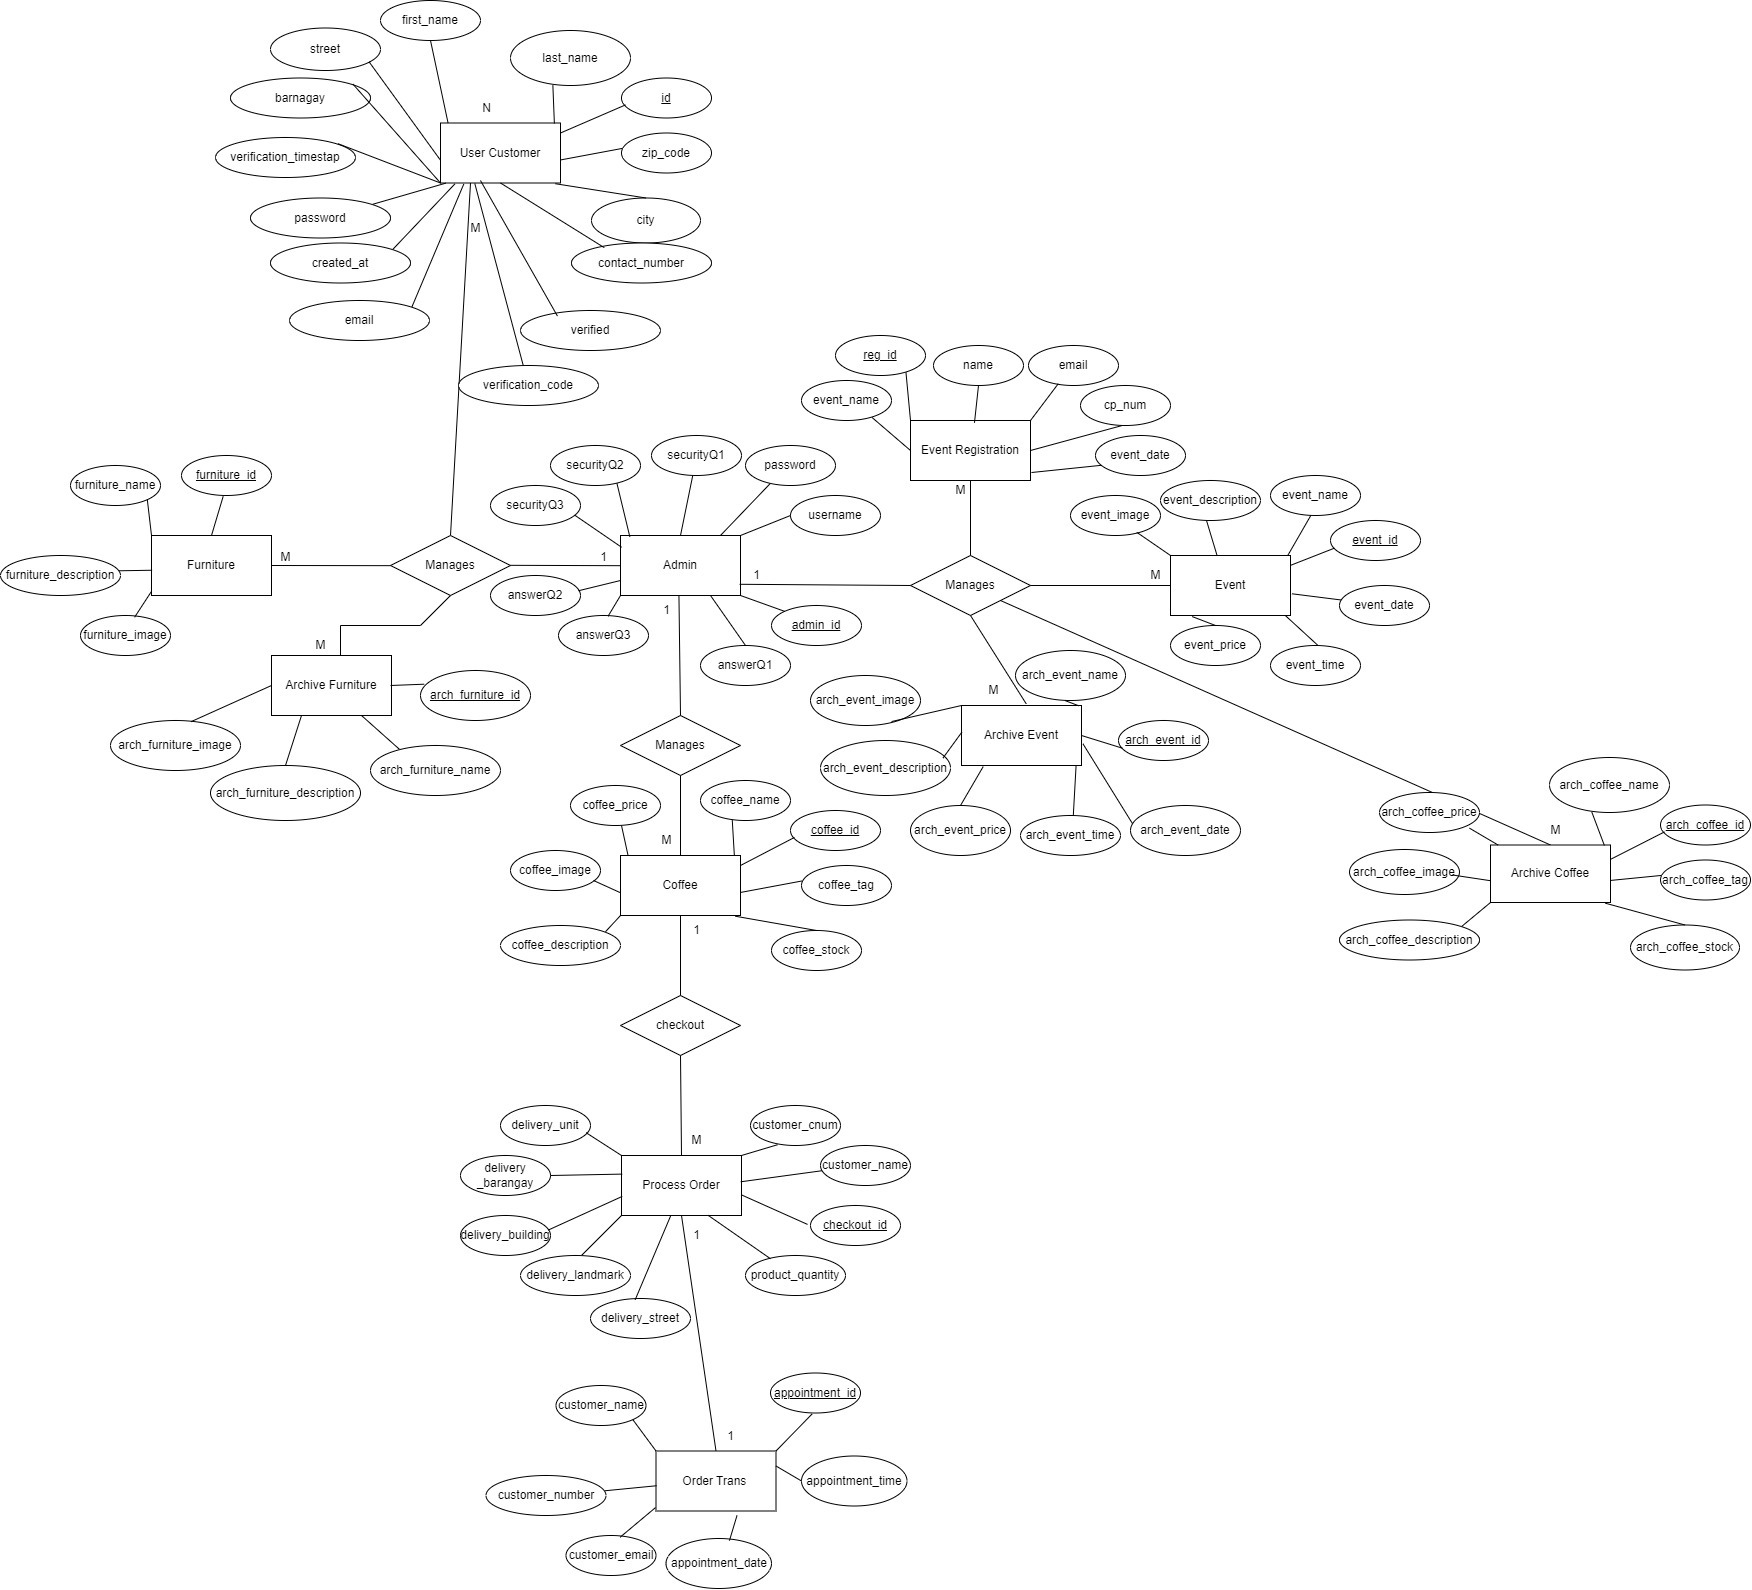 first_name
street
last_name
barnagay
id
N
User Customer
zip_code
verification_timestap
password
M
city
created_at
contact_number
email
verified
verification_code
reg_id
name
email
event_name
cp_num
Event Registration
event_date
M
securityQ2
securityQ1
password
securityQ3
username
furniture_name
furniture_id
Furniture
M
Manages
1
Admin
1
Manages
M
Event
event_image
event_description
event_name
event_id
event_date
event_price
event_time
furniture_description
furniture_image
answerQ2
answerQ3
1
admin_id
answerQ1
M
Archive Furniture
arch_furniture_id
arch_furniture_image
arch_furniture_name
arch_furniture_description
Manages
arch_event_name
arch_event_image
M
Archive Event
arch_event_id
arch_event_description
arch_event_price
arch_event_time
arch_event_date
coffee_price
coffee_name
M
coffee_id
coffee_image
Coffee
coffee_tag
coffee_description
1
coffee_stock
arch_coffee_name
arch_coffee_price
M
arch_coffee_id
arch_coffee_image
Archive Coffee
arch_coffee_tag
arch_coffee_description
arch_coffee_stock
checkout
delivery_unit
M
customer_cnum
delivery
_barangay
customer_name
Process Order
delivery_building
1
checkout_id
delivery_landmark
product_quantity
delivery_street
customer_name
appointment_id
1
Order Trans
appointment_time
customer_number
customer_email
appointment_date